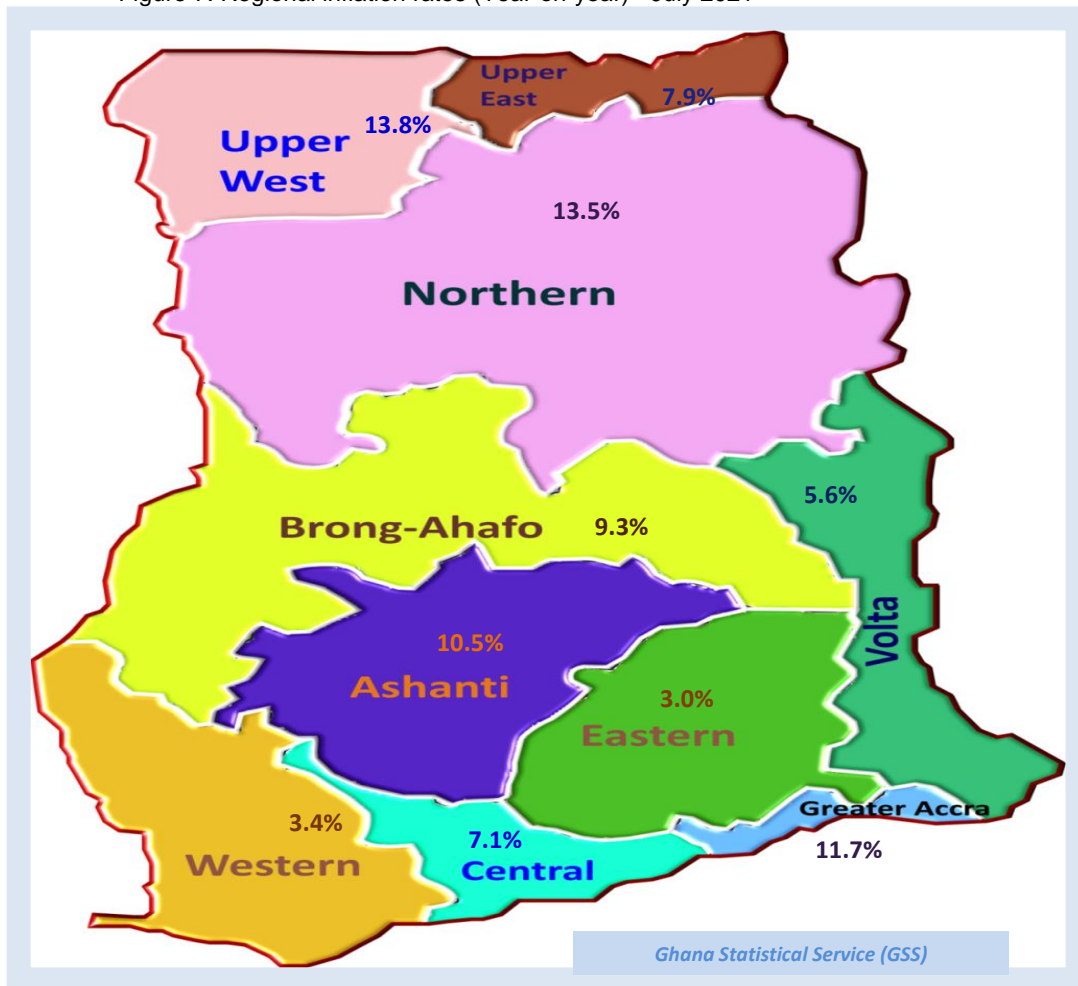 Upper
East
7.9%
13.8%
Upper
West
13.5%
Northern
5.6%
Brong-Ahafo
9.3%
Volta
10.5%
Ashanti
3.0%
Eastern
Greater Accra
3.4%
7.1%
11.7%
Western
Central
Ghana Statistical Service (GSS)